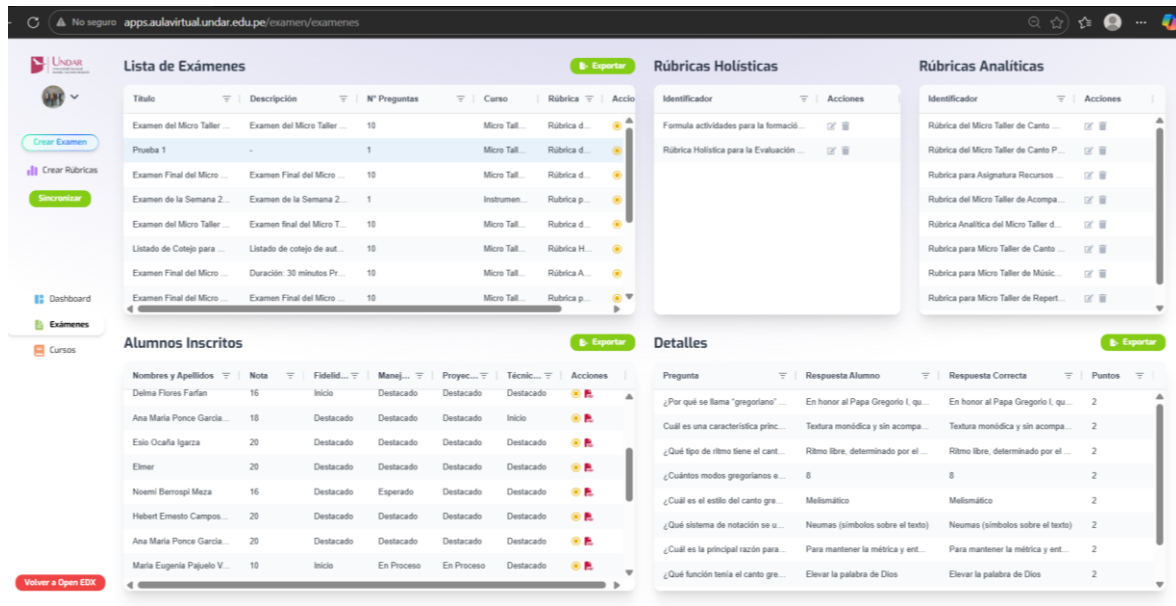 No seguro apps.aulavirtual.undar.edu.pe/examen/examenes
UNDAR
Crear Examen
Crear Rúbricas
Sincronizar
Dashboard
Exámenes
Cursos
Volver a Open EDX
Lista de Exámenes
Exportar
Título Descripción N° Preguntas Curso Rúbrica Accio
Examen del Micro Taller ... Examen del Micro Taller ... 10 Micro Tall... Rúbrica d...
Prueba 1 - 1 Micro Tall... Rúbrica d...
Examen Final del Micro ... Examen Final del Micro ... 10 Micro Tall... Rúbrica d...
Examen de la Semana 2... Examen de la Semana 2... 1 Instrumen... Rubrica p...
Examen del Micro Taller ... Examen final del Micro T... 10 Micro Tall... Rubrica d...
Listado de Cotejo para ... Listado de cotejo de aut... 10 Micro Tall... Rúbrica H...
Examen Final del Micro ... Duración: 30 minutos Pr... 10 Micro Tall... Rúbrica A...
Examen Final del Micro ... Examen Final del Micro ... 10 Micro Tall... Rubrica p...
Rúbricas Holísticas
Identificador Acciones
Formula actividades para la formació...
Rúbrica Holística para la Evaluación ...
Rúbricas Analíticas
Identificador Acciones
Rúbrica del Micro Taller de Canto ...
Rúbrica del Micro Taller de Canto P...
Rubrica para Asignatura Recursos ...
Rubrica del Micro Taller de Acompa...
Rúbrica Analítica del Micro Taller d...
Rubrica para Micro Taller de Canto ...
Rubrica para Micro Taller de Músic...
Rubrica para Micro Taller de Repert...
Alumnos Inscritos
Exportar
Nombres y Apellidos Nota Fidelid... Manej... Proyec... Técnic... Acciones
Delma Flores Farfan 16 Inicio Destacado Destacado Destacado
Ana Maria Ponce Garcia... 18 Destacado Destacado Destacado Inicio
Esio Ocaña Igarza 20 Destacado Destacado Destacado Destacado
Elmer 20 Destacado Destacado Destacado Destacado
Noemí Berrospi Meza 16 Destacado Esperado Destacado Destacado
Hebert Ernesto Campos... 20 Destacado Destacado Destacado Destacado
Ana Maria Ponce Garcia... 20 Destacado Destacado Destacado Destacado
Maria Eugenia Pajuelo V... 10 Inicio En Proceso En Proceso Destacado
Detalles
Exportar
Pregunta Respuesta Alumno Respuesta Correcta Puntos
¿Por qué se llama "gregoriano" ... En honor al Papa Gregorio I, qu... En honor al Papa Gregorio I, qu... 2
Cuál es una característica princ... Textura monódica y sin acompa... Textura monódica y sin acompa... 2
¿Qué tipo de ritmo tiene el cant... Ritmo libre, determinado por el ... Ritmo libre, determinado por el ... 2
¿Cuántos modos gregorianos e... 8 8 2
¿Cuál es el estilo del canto gre... Melismático Melismático 2
¿Qué sistema de notación se u... Neumas (símbolos sobre el texto) Neumas (símbolos sobre el texto) 2
¿Cuál es la principal razón para... Para mantener la métrica y ent... Para mantener la métrica y ent... 2
¿Qué función tenía el canto gre... Elevar la palabra de Dios Elevar la palabra de Dios 2